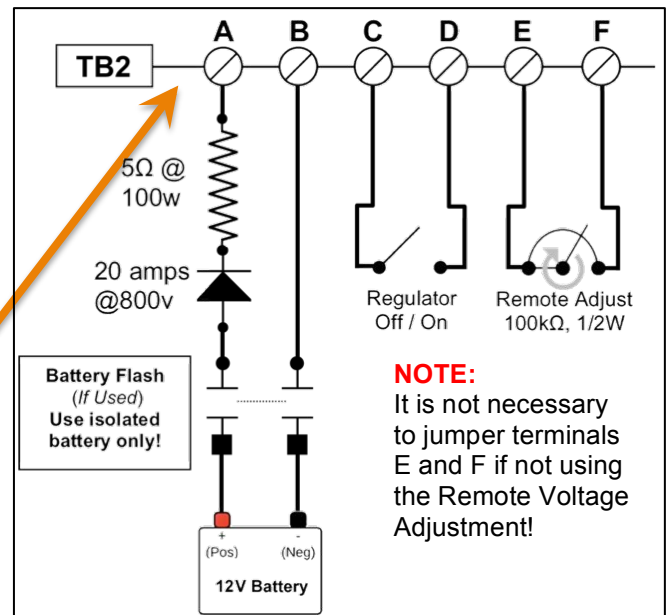 A B C D E F
TB2
5Ω @
100w
20 amps
@800v
Regulator
Off / On
Remote Adjust
100kΩ, 1/2W
Battery Flash
(If Used)
Use isolated
battery only!
NOTE:
It is not necessary
to jumper terminals
E and F if not using
the Remote Voltage
Adjustment!
+ -
(Pos) (Neg)
12V Battery